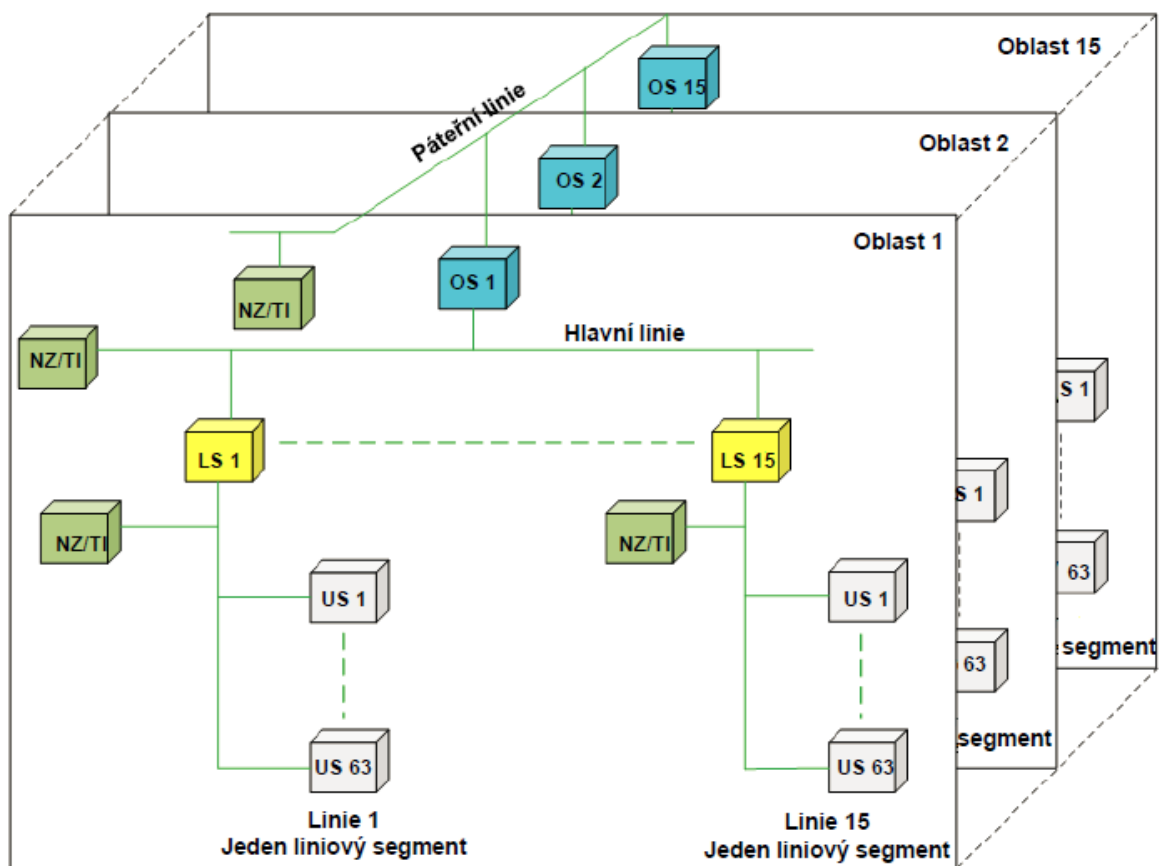 Oblast 15
OS 15
Páteřní linie
Oblast 2
OS 2
Oblast 1
OS 1
NZ/TI
Hlavní linie
NZ/TI
LS 1
LS 15
NZ/TI
NZ/TI
US 1
US 1
US 63
US 63
Linie 1
Jeden liniový segment
Linie 15
Jeden liniový segment
S 1
63
segment
S 1
63
segment